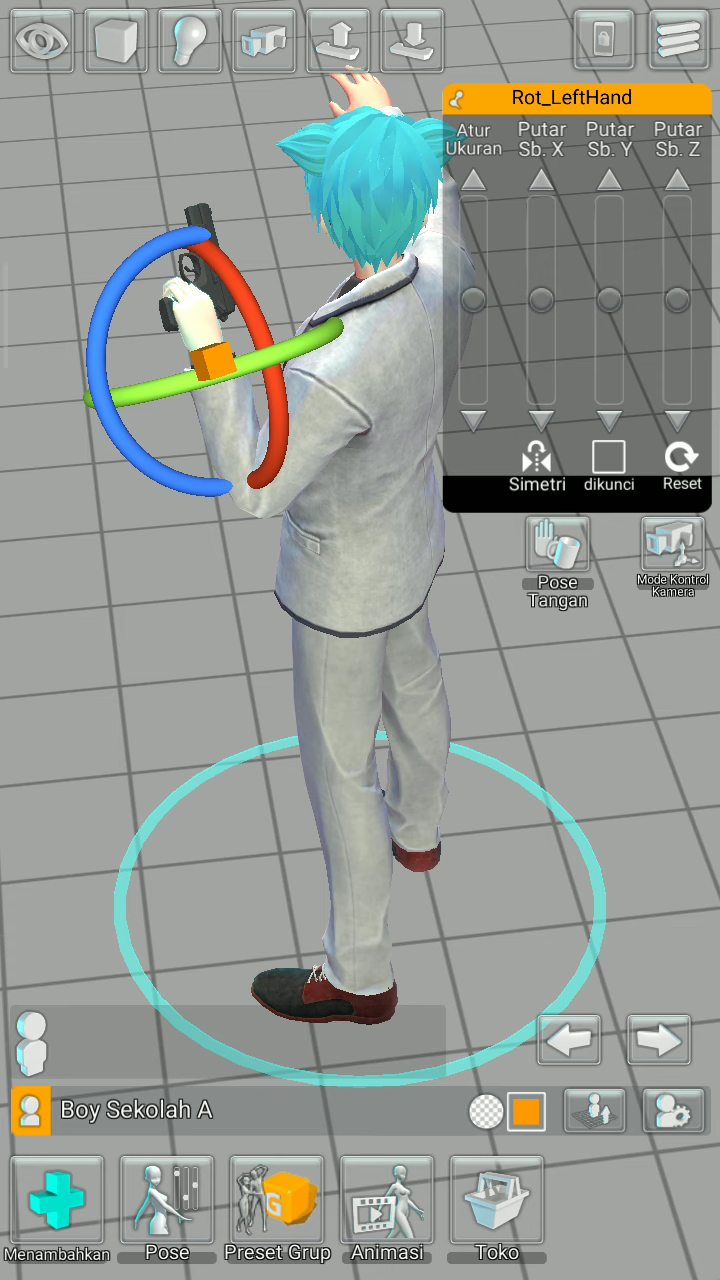 Rot_LeftHand
Atur Ukuran
Putar Sb. X
Putar Sb. Y
Putar Sb. Z
Simetri
dikunci
Reset
Pose Tangan
Mode Kontrol Kamera
Boy Sekolah A
G
Menambahkan
Pose
Preset Grup
Animasi
Toko